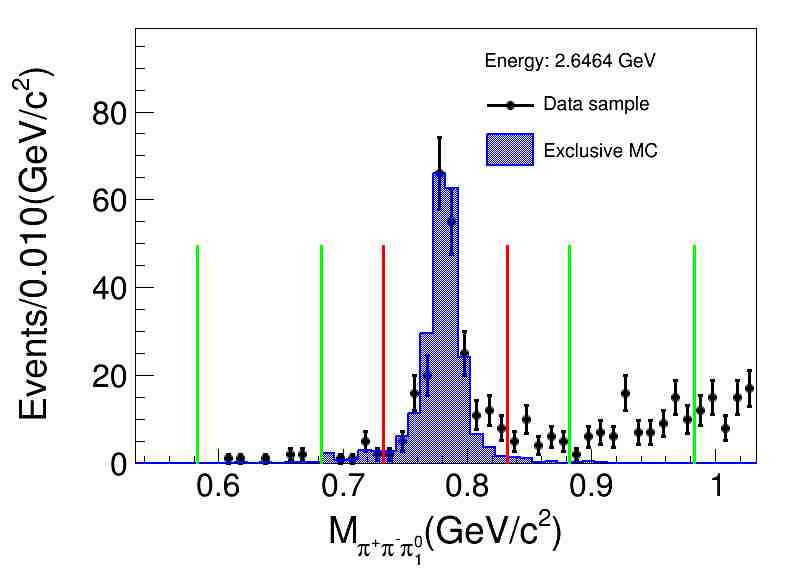 Energy: 2.6464 GeV
Data sample
Exclusive MC
Events/0.010(GeV/c²)
80
60
40
20
0
0.6 0.7 0.8 0.9 1
M_{π⁺π⁻π⁰₁}(GeV/c²)